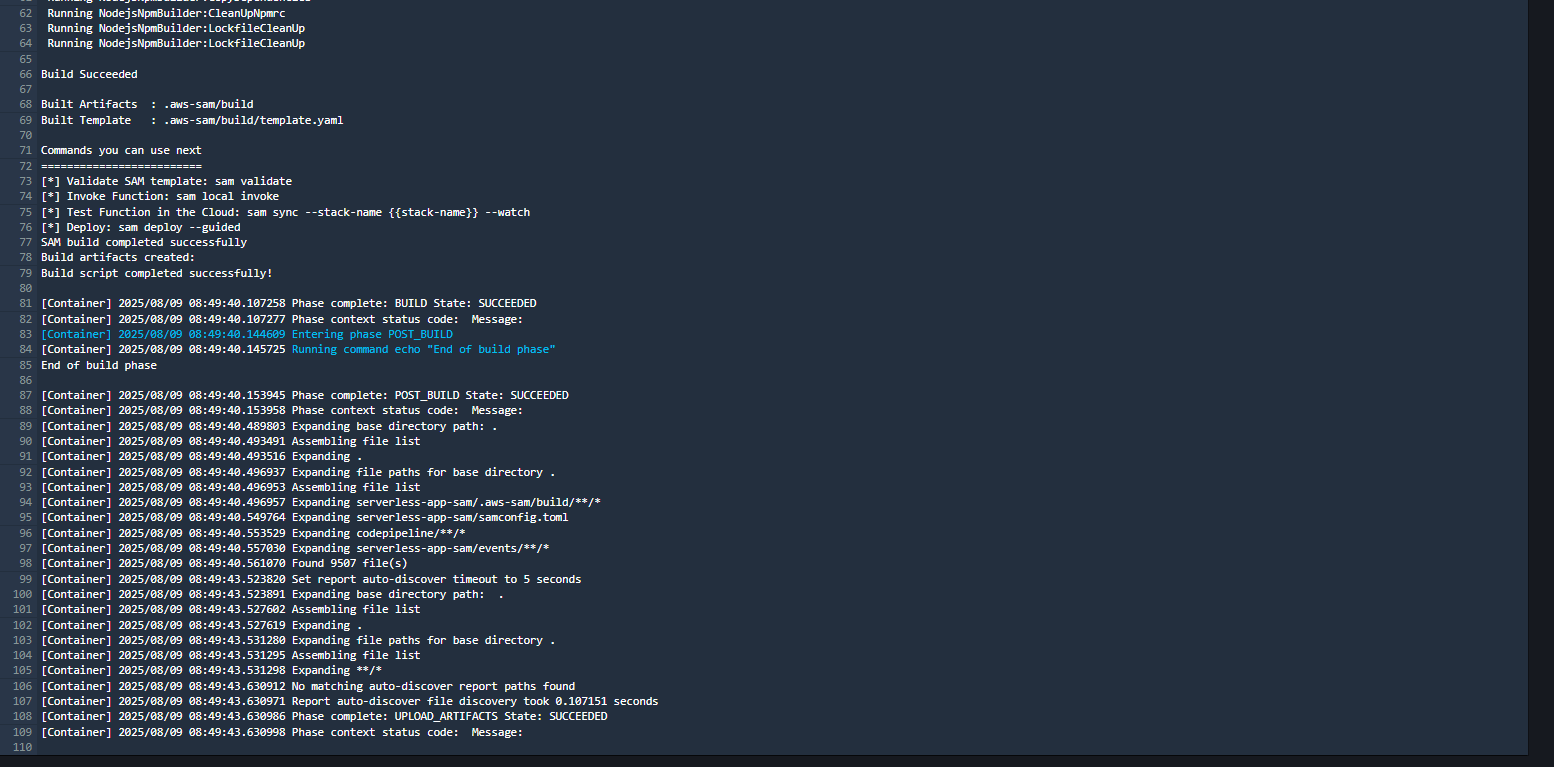 62 Running NodejsNpmBuilder:CleanUpNpmrc
63 Running NodejsNpmBuilder:LockfileCleanUp
64 Running NodejsNpmBuilder:LockfileCleanUp
65
66 Build Succeeded
67
68 Built Artifacts  : .aws-sam/build
69 Built Template   : .aws-sam/build/template.yaml
70
71 Commands you can use next
72 =========================
73 [*] Validate SAM template: sam validate
74 [*] Invoke Function: sam local invoke
75 [*] Test Function in the Cloud: sam sync --stack-name {{stack-name}} --watch
76 [*] Deploy: sam deploy --guided
77 SAM build completed successfully
78 Build artifacts created:
79 Build script completed successfully!
80
81 [Container] 2025/08/09 08:49:40.107258 Phase complete: BUILD State: SUCCEEDED
82 [Container] 2025/08/09 08:49:40.107277 Phase context status code:  Message:
83 [Container] 2025/08/09 08:49:40.144609 Entering phase POST_BUILD
84 [Container] 2025/08/09 08:49:40.145725 Running command echo "End of build phase"
85 End of build phase
86
87 [Container] 2025/08/09 08:49:40.153945 Phase complete: POST_BUILD State: SUCCEEDED
88 [Container] 2025/08/09 08:49:40.153958 Phase context status code:  Message:
89 [Container] 2025/08/09 08:49:40.489803 Expanding base directory path: .
90 [Container] 2025/08/09 08:49:40.493491 Assembling file list
91 [Container] 2025/08/09 08:49:40.493516 Expanding .
92 [Container] 2025/08/09 08:49:40.496937 Expanding file paths for base directory .
93 [Container] 2025/08/09 08:49:40.496953 Assembling file list
94 [Container] 2025/08/09 08:49:40.496957 Expanding serverless-app-sam/.aws-sam/build/**/*
95 [Container] 2025/08/09 08:49:40.549764 Expanding serverless-app-sam/samconfig.toml
96 [Container] 2025/08/09 08:49:40.553529 Expanding codepipeline/**/*
97 [Container] 2025/08/09 08:49:40.557030 Expanding serverless-app-sam/events/**/*
98 [Container] 2025/08/09 08:49:40.561070 Found 9507 file(s)
99 [Container] 2025/08/09 08:49:43.523820 Set report auto-discover timeout to 5 seconds
100 [Container] 2025/08/09 08:49:43.523891 Expanding base directory path:  .
101 [Container] 2025/08/09 08:49:43.527602 Assembling file list
102 [Container] 2025/08/09 08:49:43.527619 Expanding .
103 [Container] 2025/08/09 08:49:43.531280 Expanding file paths for base directory .
104 [Container] 2025/08/09 08:49:43.531295 Assembling file list
105 [Container] 2025/08/09 08:49:43.531298 Expanding **/*
106 [Container] 2025/08/09 08:49:43.630912 No matching auto-discover report paths found
107 [Container] 2025/08/09 08:49:43.630971 Report auto-discover file discovery took 0.107151 seconds
108 [Container] 2025/08/09 08:49:43.630986 Phase complete: UPLOAD_ARTIFACTS State: SUCCEEDED
109 [Container] 2025/08/09 08:49:43.630998 Phase context status code:  Message:
110